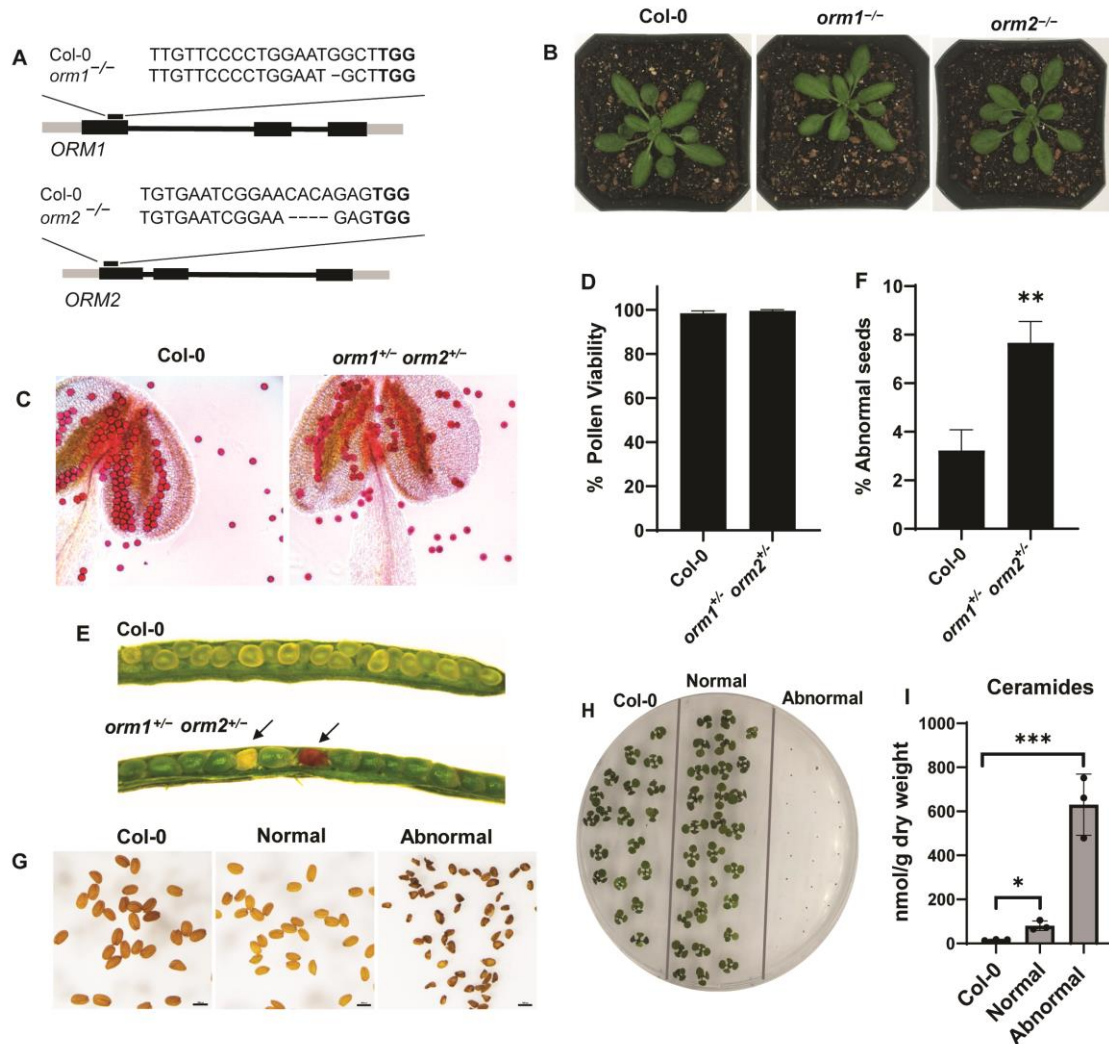 A
Col-0 TTGTTCCCCTGGAATGGCTTGG
orm1−/− TTGTTCCCCTGGAAT –GCTTGG
ORM1
Col-0 TGTGAATCGGAACACAGAGTGG
orm2 −/− TGTGAATCGGAA –––– GAGTGG
ORM2
B
Col-0 orm1−/− orm2−/−
C
Col-0 orm1+/− orm2+/−
D
% Pollen Viability
100
80
60
40
20
0
Col-0
orm1+/- orm2+/-
F
% Abnormal seeds
10
8
6
4
2
0
**
Col-0
orm1+/- orm2+/-
E
Col-0
orm1+/− orm2+/−
G
Col-0 Normal Abnormal
H
Col-0 Normal Abnormal
I
Ceramides
nmol/g dry weight
1000
800
600
400
200
0
***
*
Col-0
Normal
Abnormal